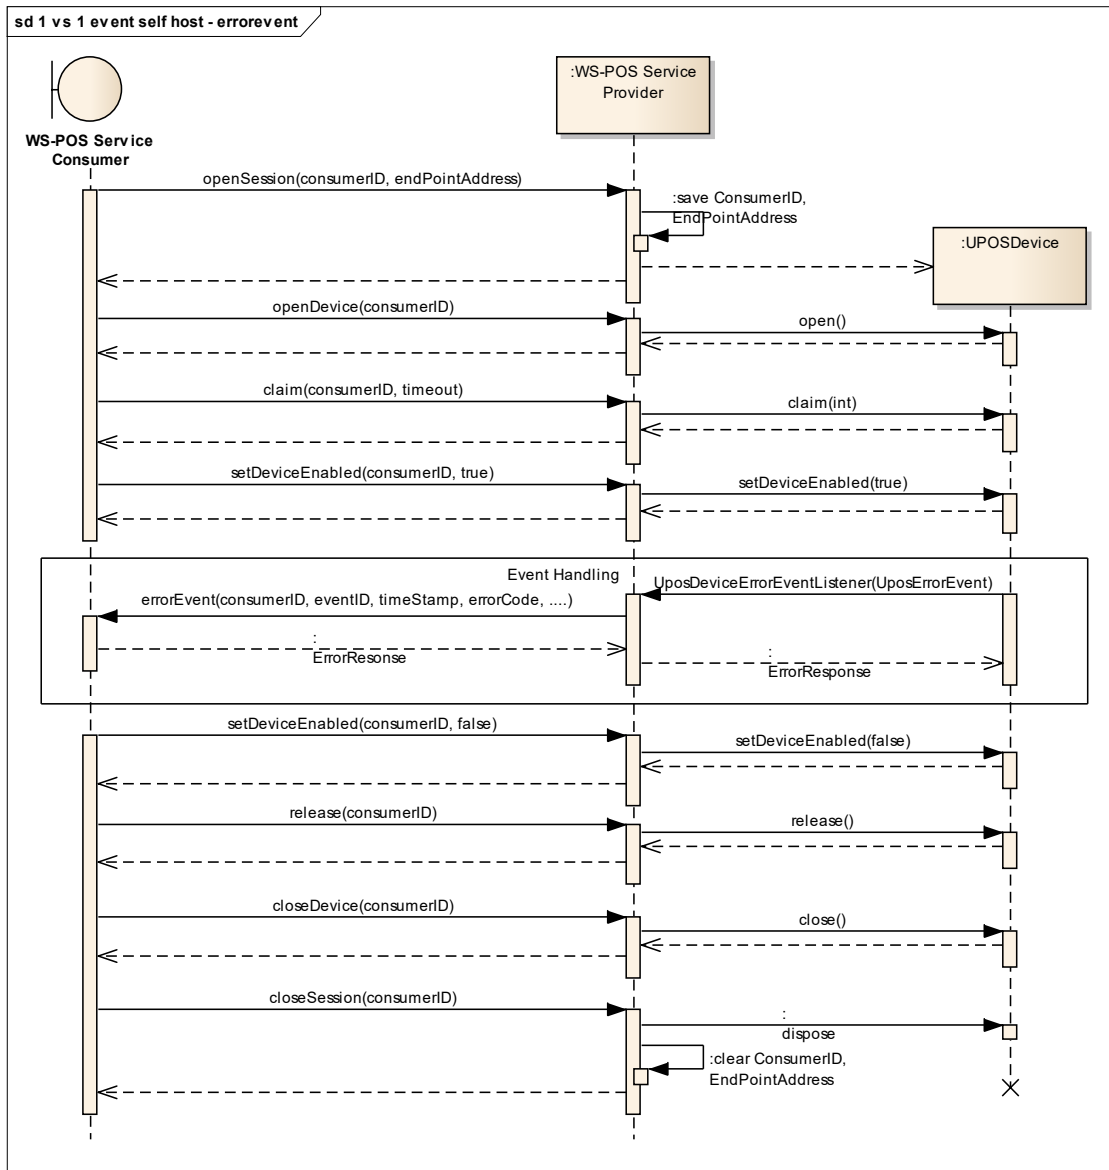 sd 1 vs 1 event self host - errorevent
:WS-POS Service
Provider
WS-POS Service
Consumer
openSession(consumerID, endPointAddress)
:save ConsumerID,
EndPointAddress
:UPOSDevice
openDevice(consumerID)
open()
claim(consumerID, timeout)
claim(int)
setDeviceEnabled(consumerID, true)
setDeviceEnabled(true)
Event Handling
UposDeviceErrorEventListener(UposErrorEvent)
errorEvent(consumerID, eventID, timeStamp, errorCode, ....)
:
ErrorResonse
:
ErrorResponse
setDeviceEnabled(consumerID, false)
setDeviceEnabled(false)
release(consumerID)
release()
closeDevice(consumerID)
close()
closeSession(consumerID)
:
dispose
:clear ConsumerID,
EndPointAddress